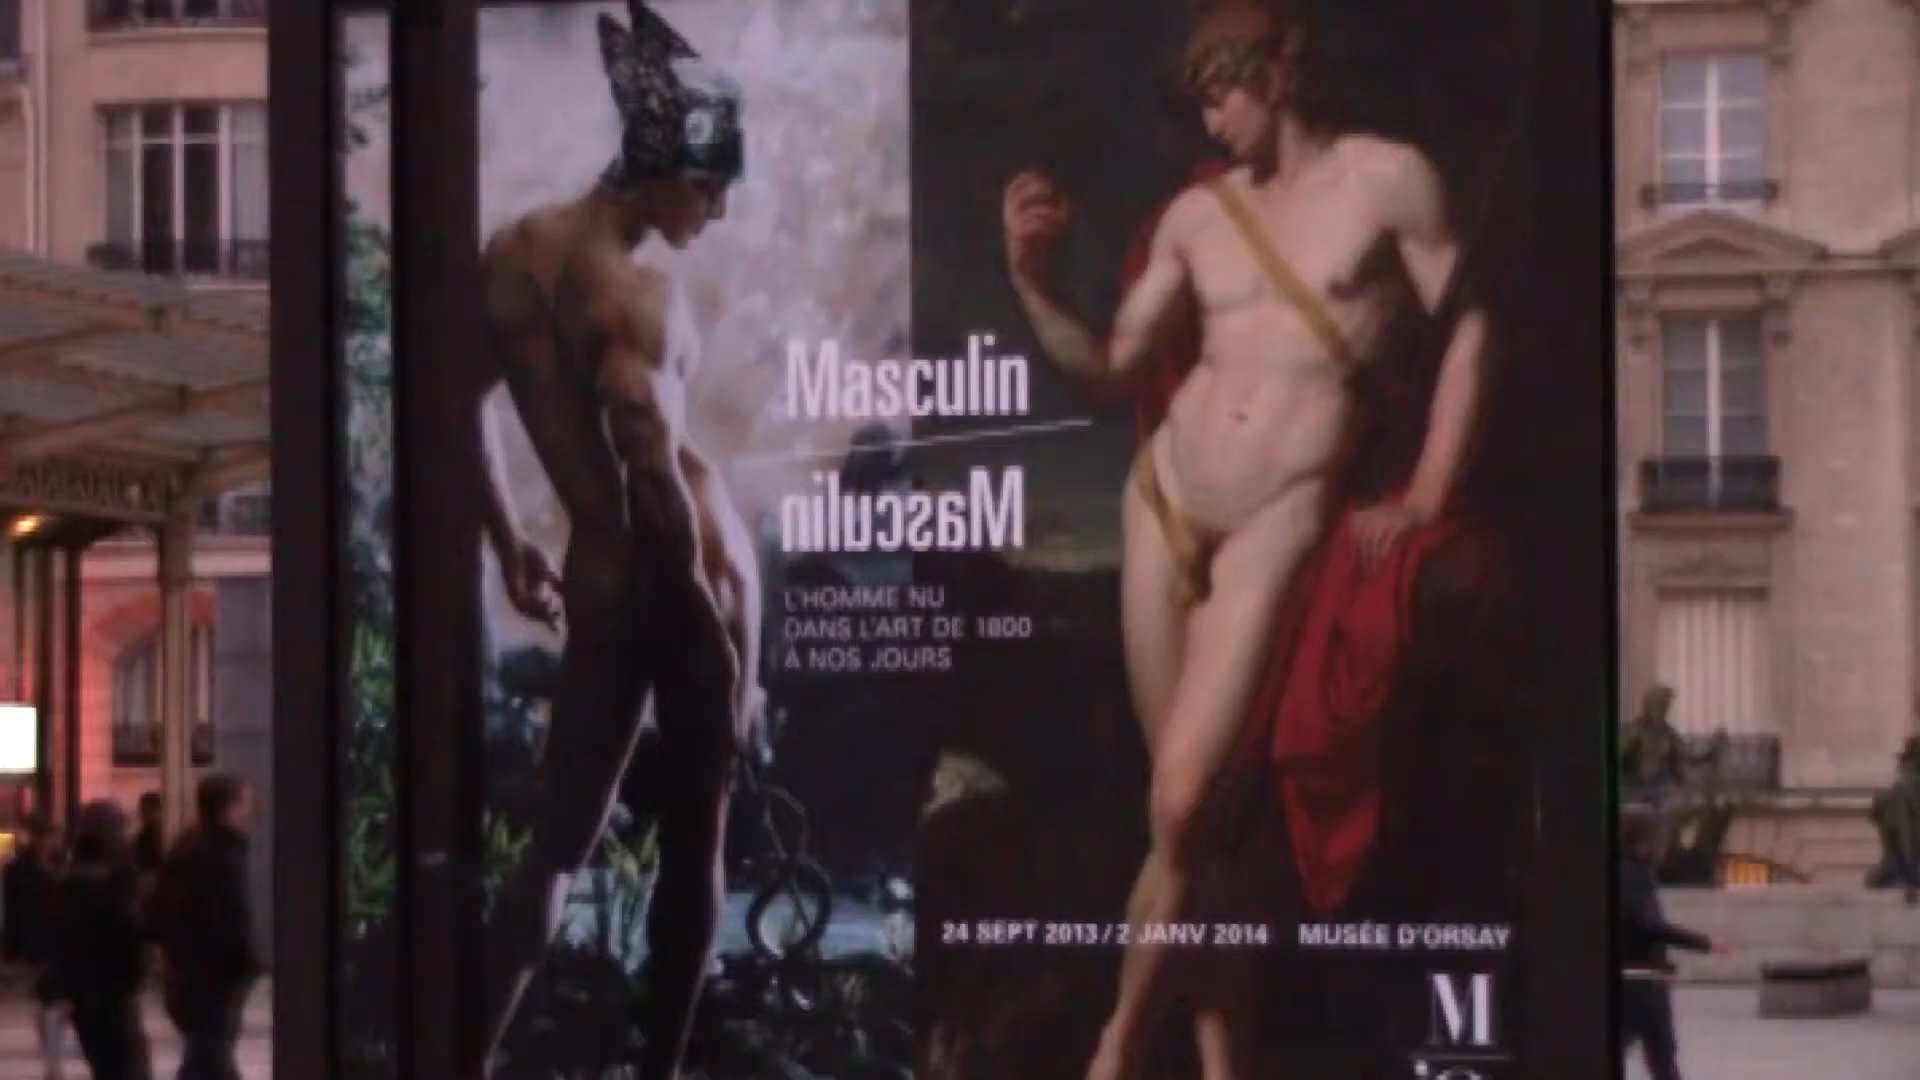 Masculin
Masculin
L'HOMME NU
DANS L'ART DE 1800
À NOS JOURS
24 SEPT 2013 / 2 JANV 2014 MUSÉE D'ORSAY
M